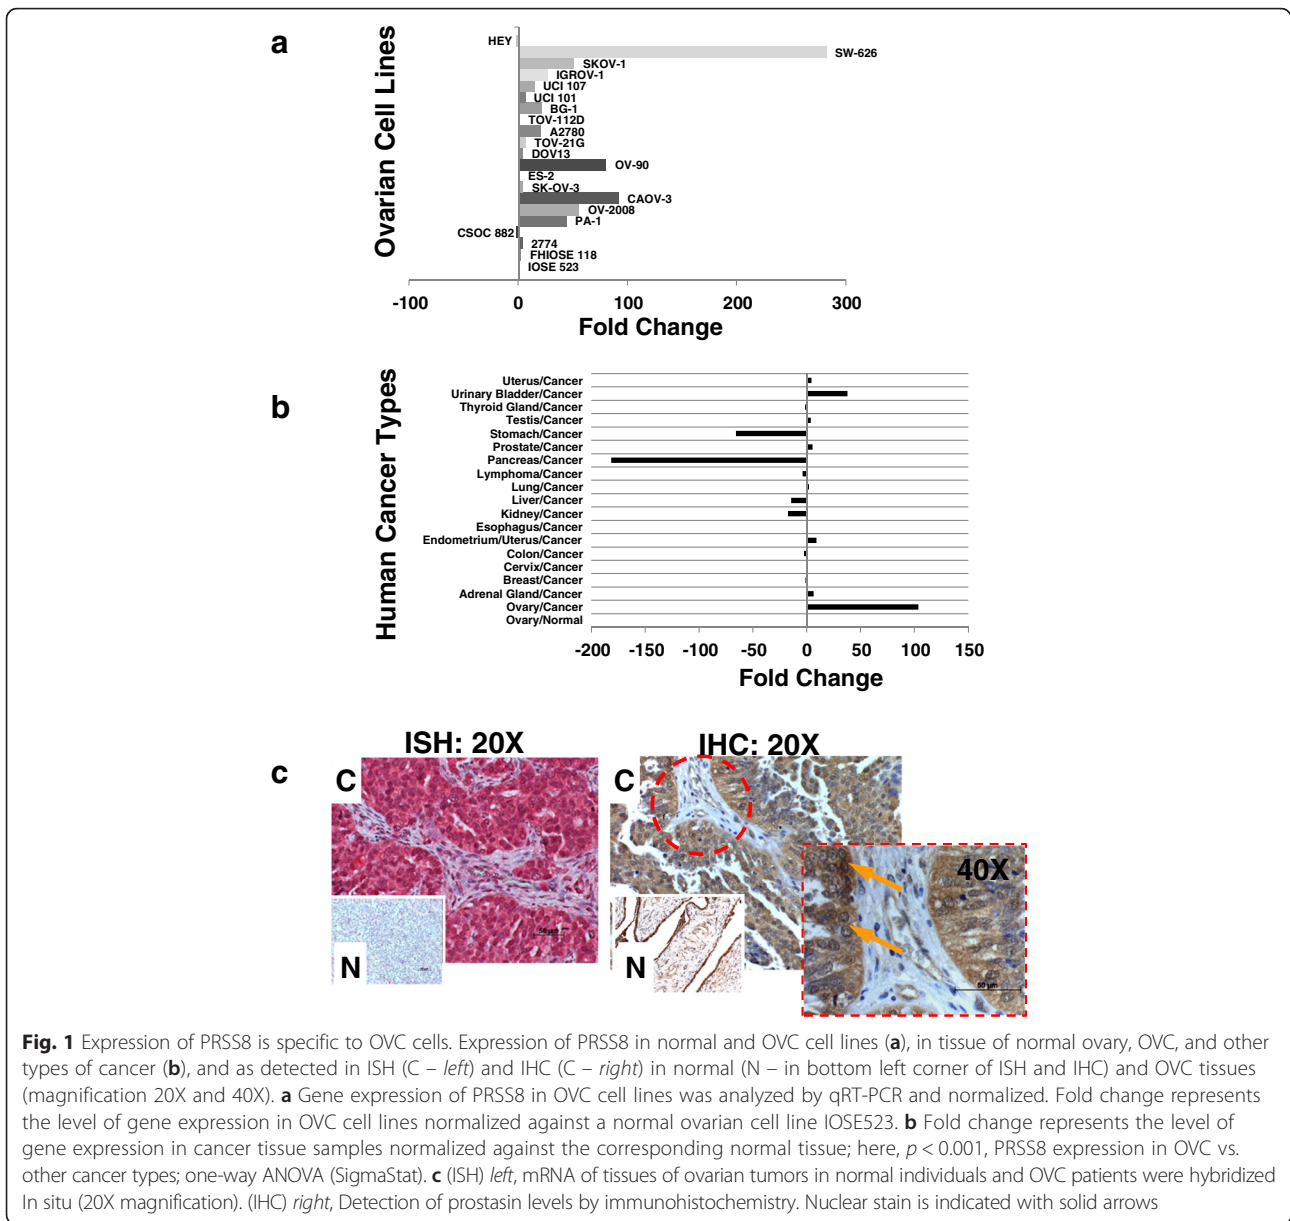 a
Ovarian Cell Lines
HEY
SW-626
SKOV-1
IGROV-1
UCI 107
UCI 101
BG-1
TOV-112D
A2780
TOV-21G
DOV13
OV-90
ES-2
SK-OV-3
CAOV-3
OV-2008
PA-1
CSOC 882
2774
FHIOSE 118
IOSE 523
-100 0 100 200 300
Fold Change
b
Human Cancer Types
Uterus/Cancer
Urinary Bladder/Cancer
Thyroid Gland/Cancer
Testis/Cancer
Stomach/Cancer
Prostate/Cancer
Pancreas/Cancer
Lymphoma/Cancer
Lung/Cancer
Liver/Cancer
Kidney/Cancer
Esophagus/Cancer
Endometrium/Uterus/Cancer
Colon/Cancer
Cervix/Cancer
Breast/Cancer
Adrenal Gland/Cancer
Ovary/Cancer
Ovary/Normal
-200 -150 -100 -50 0 50 100 150
Fold Change
c
ISH: 20X
C
N
50 µm
IHC: 20X
C
N
40X
50 µm
Fig. 1 Expression of PRSS8 is specific to OVC cells. Expression of PRSS8 in normal and OVC cell lines (a), in tissue of normal ovary, OVC, and other
types of cancer (b), and as detected in ISH (C – left) and IHC (C – right) in normal (N – in bottom left corner of ISH and IHC) and OVC tissues
(magnification 20X and 40X). a Gene expression of PRSS8 in OVC cell lines was analyzed by qRT-PCR and normalized. Fold change represents
the level of gene expression in OVC cell lines normalized against a normal ovarian cell line IOSE523. b Fold change represents the level of
gene expression in cancer tissue samples normalized against the corresponding normal tissue; here, p < 0.001, PRSS8 expression in OVC vs.
other cancer types; one-way ANOVA (SigmaStat). c (ISH) left, mRNA of tissues of ovarian tumors in normal individuals and OVC patients were hybridized
In situ (20X magnification). (IHC) right, Detection of prostasin levels by immunohistochemistry. Nuclear stain is indicated with solid arrows